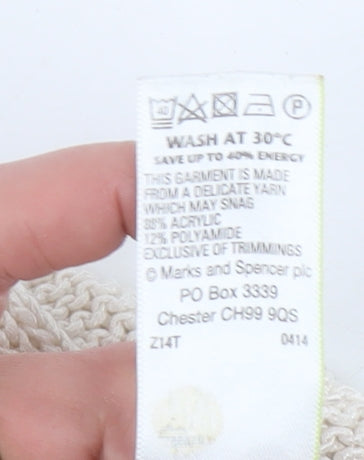 40 P
WASH AT 30°C
SAVE UP TO 40% ENERGY
THIS GARMENT IS MADE
FROM A DELICATE YARN
WHICH MAY SNAG
88% ACRYLIC
12% POLYAMIDE
EXCLUSIVE OF TRIMMINGS
© Marks and Spencer plc
PO Box 3339
Chester CH99 9QS
Z14T 0414